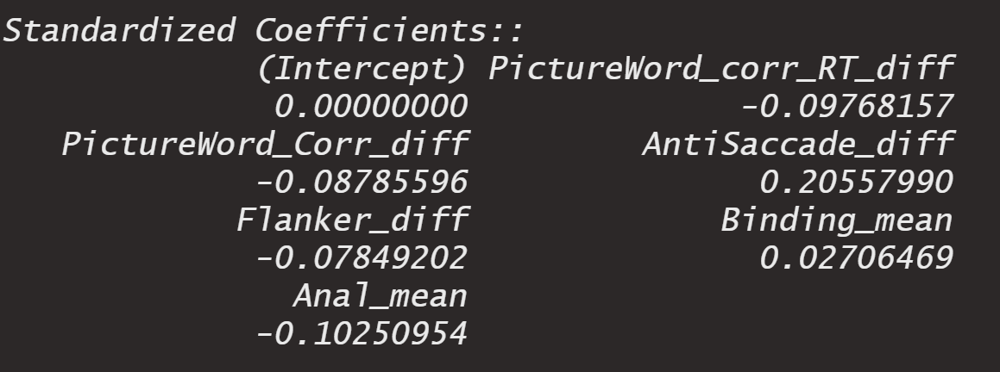 Standardized Coefficients::
(Intercept) PictureWord_corr_RT_diff
0.00000000 -0.09768157
PictureWord_Corr_diff AntiSaccade_diff
-0.08785596 0.20557990
Flanker_diff Binding_mean
-0.07849202 0.02706469
Anal_mean
-0.10250954